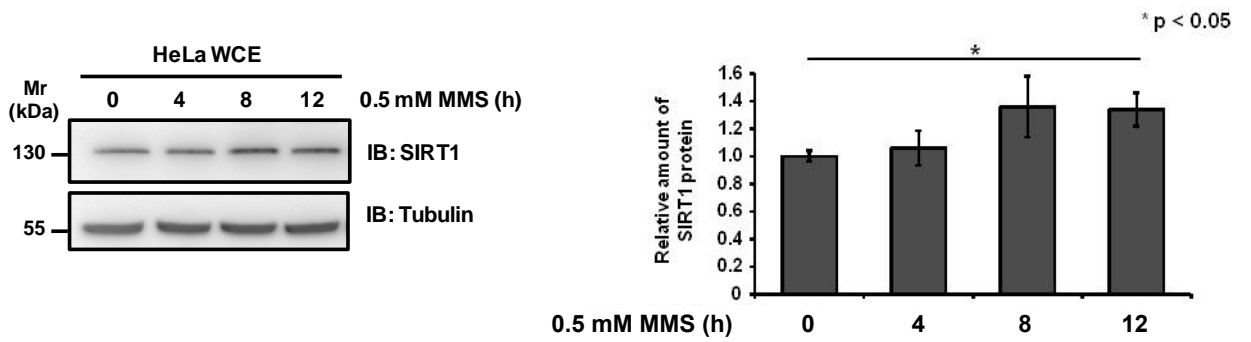 HeLa WCE
Mr
(kDa)
0 4 8 12 0.5 mM MMS (h)
130 IB: SIRT1
55 IB: Tubulin
* p < 0.05
*
Relative amount of
SIRT1 protein
1.6
1.4
1.2
1.0
0.8
0.6
0.4
0.2
0
0.5 mM MMS (h) 0 4 8 12